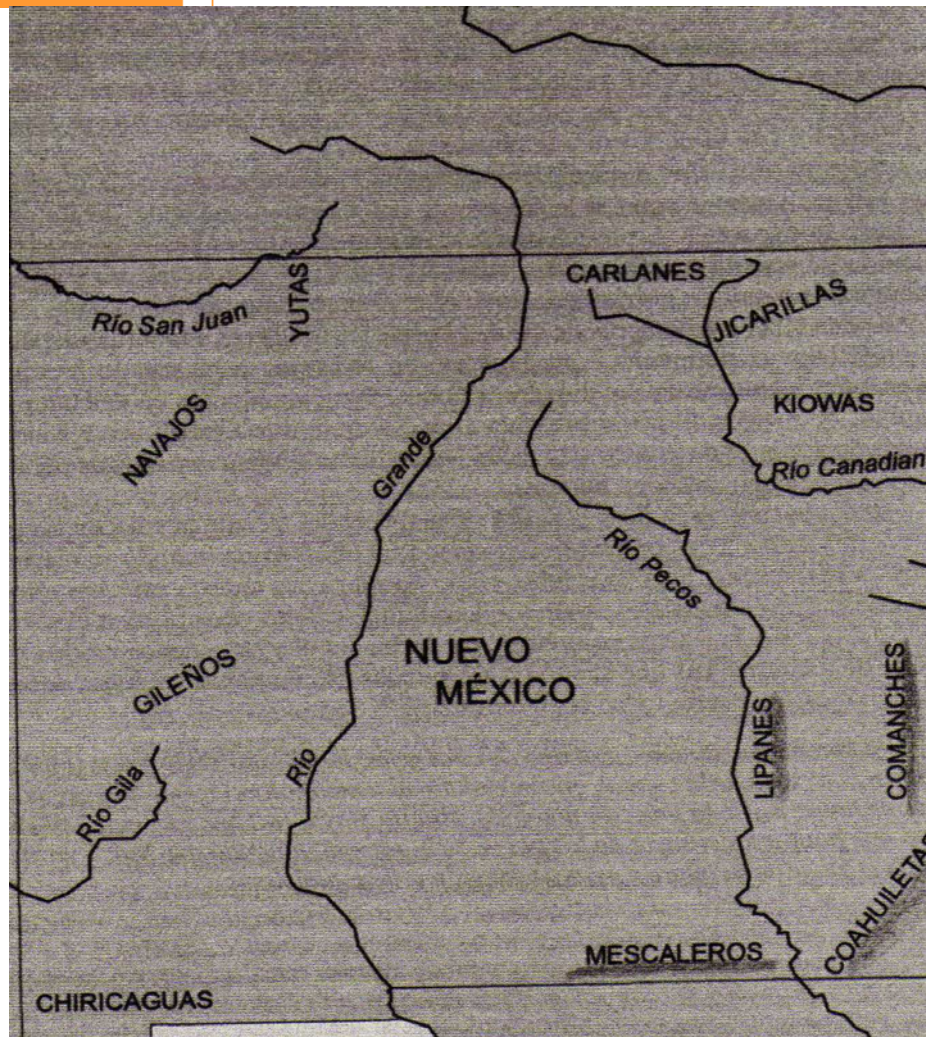 CARLANES
YUTAS
Río San Juan
JICARILLAS
NAVAJOS
KIOWAS
Grande
Río Canadian
Río Pecos
NUEVO
MÉXICO
GILEÑOS
COMANCHES
LIPANES
Río
Río Gila
MESCALEROS
CHIRICAGUAS